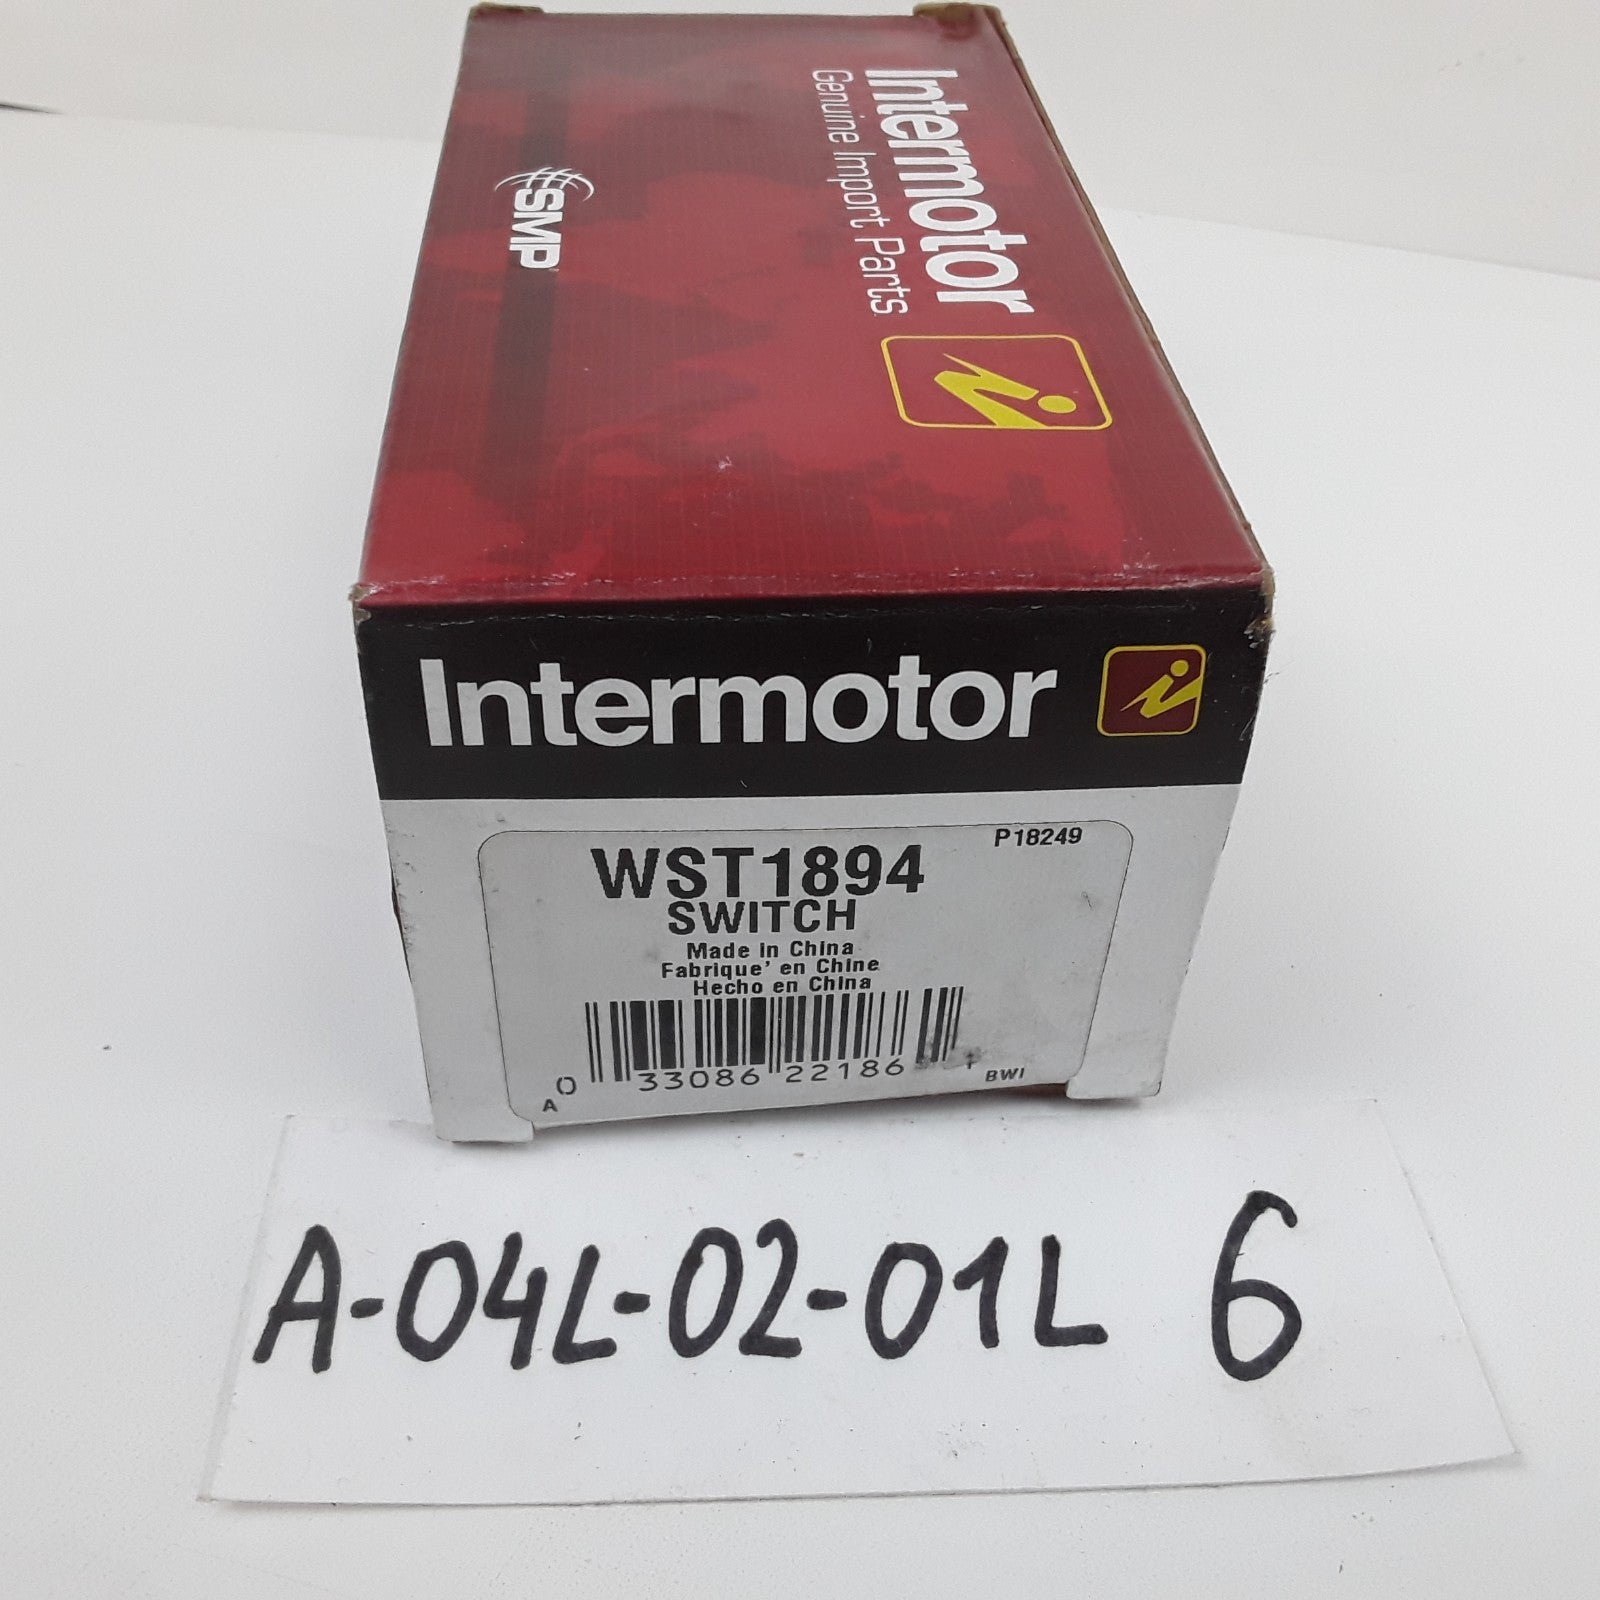 Intermotor
Genuine Import Parts
SMP
Intermotor
P18249
WST1894
SWITCH
Made in China
Fabrique' en Chine
Hecho en China
0 33086 22186
A
BWI
A-04L-02-01L 6